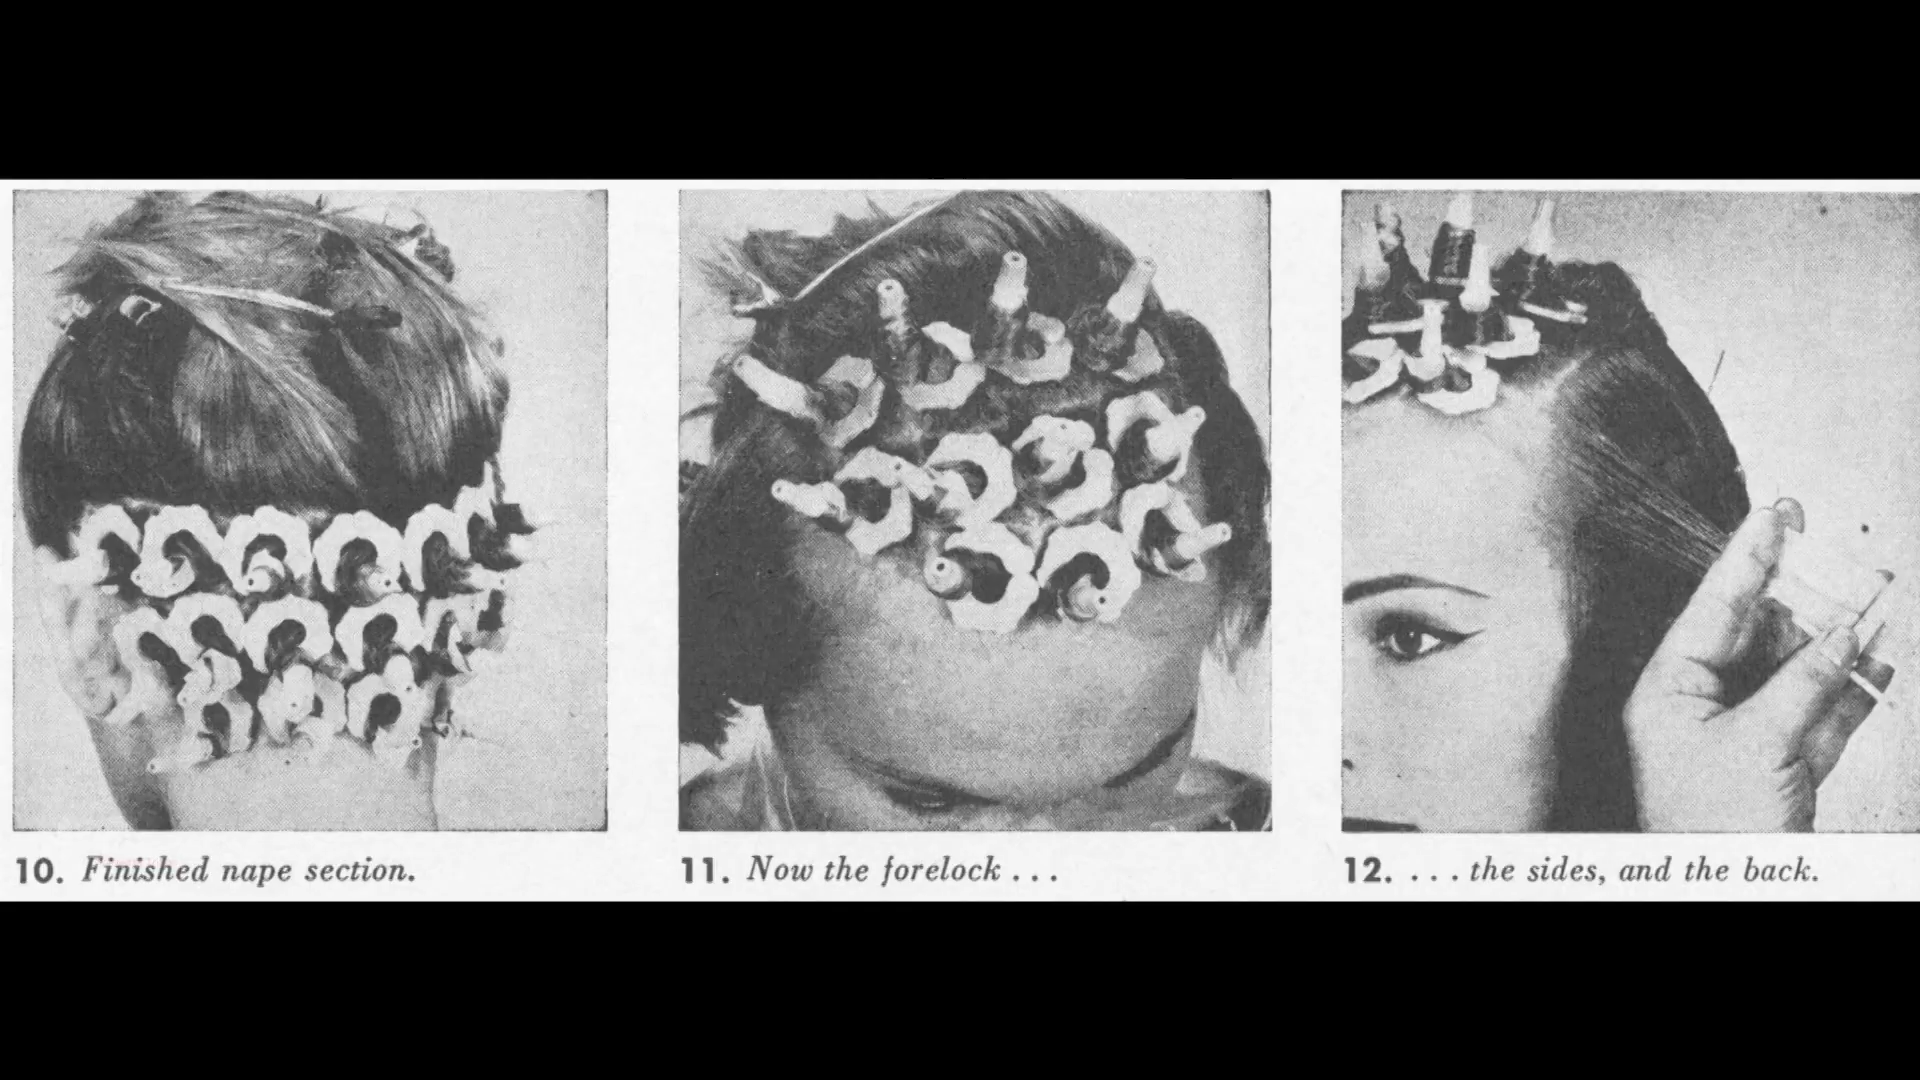 10. Finished nape section.
11. Now the forelock . . .
12. . . . the sides, and the back.